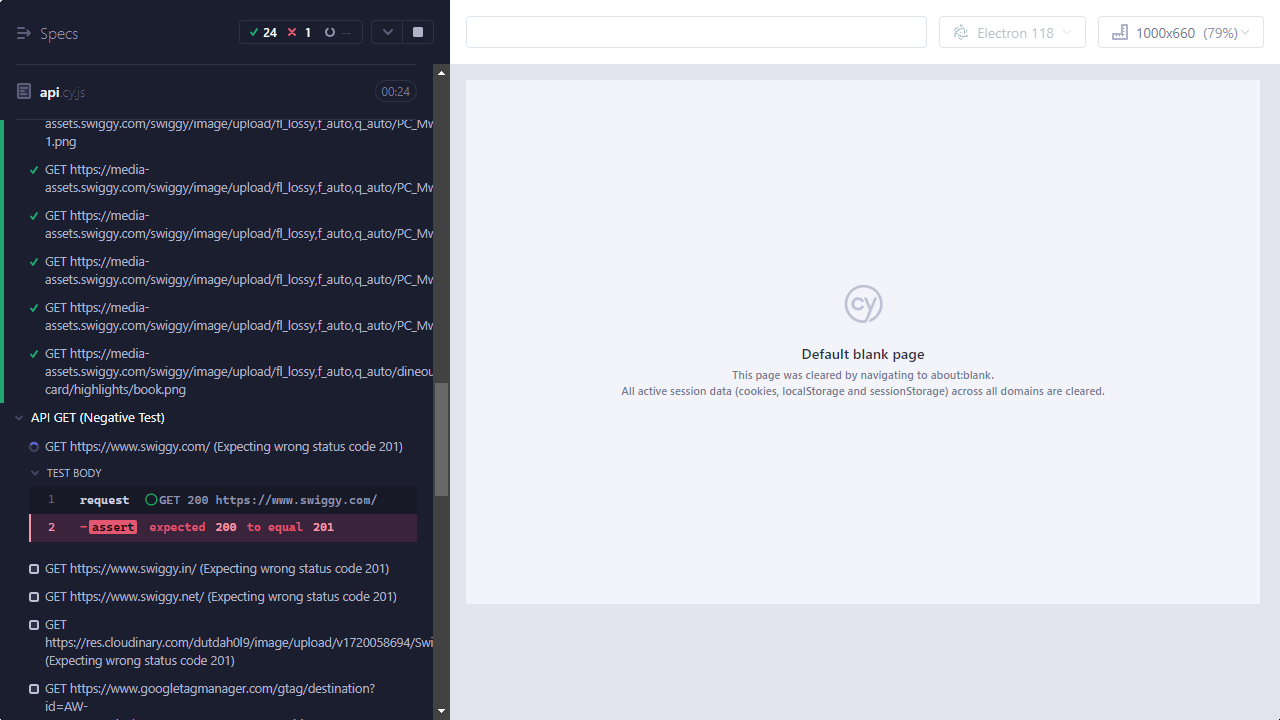 Specs
24
1
--
Electron 118
1000x660 (79%)
api.cy.js
00:24
assets.swiggy.com/swiggy/image/upload/fl_lossy,f_auto,q_auto/PC_Mw
1.png
GET https://media-
assets.swiggy.com/swiggy/image/upload/fl_lossy,f_auto,q_auto/PC_Mw
GET https://media-
assets.swiggy.com/swiggy/image/upload/fl_lossy,f_auto,q_auto/PC_Mw
GET https://media-
assets.swiggy.com/swiggy/image/upload/fl_lossy,f_auto,q_auto/PC_Mw
GET https://media-
assets.swiggy.com/swiggy/image/upload/fl_lossy,f_auto,q_auto/PC_Mw
GET https://media-
assets.swiggy.com/swiggy/image/upload/fl_lossy,f_auto,q_auto/dineou
card/highlights/book.png
API GET (Negative Test)
GET https://www.swiggy.com/ (Expecting wrong status code 201)
TEST BODY
1 request GET 200 https://www.swiggy.com/
2 -assert expected 200 to equal 201
GET https://www.swiggy.in/ (Expecting wrong status code 201)
GET https://www.swiggy.net/ (Expecting wrong status code 201)
GET
https://res.cloudinary.com/dutdah0l9/image/upload/v1720058694/Swi
(Expecting wrong status code 201)
GET https://www.googletagmanager.com/gtag/destination?
id=AW-
cy
Default blank page
This page was cleared by navigating to about:blank.
All active session data (cookies, localStorage and sessionStorage) across all domains are cleared.